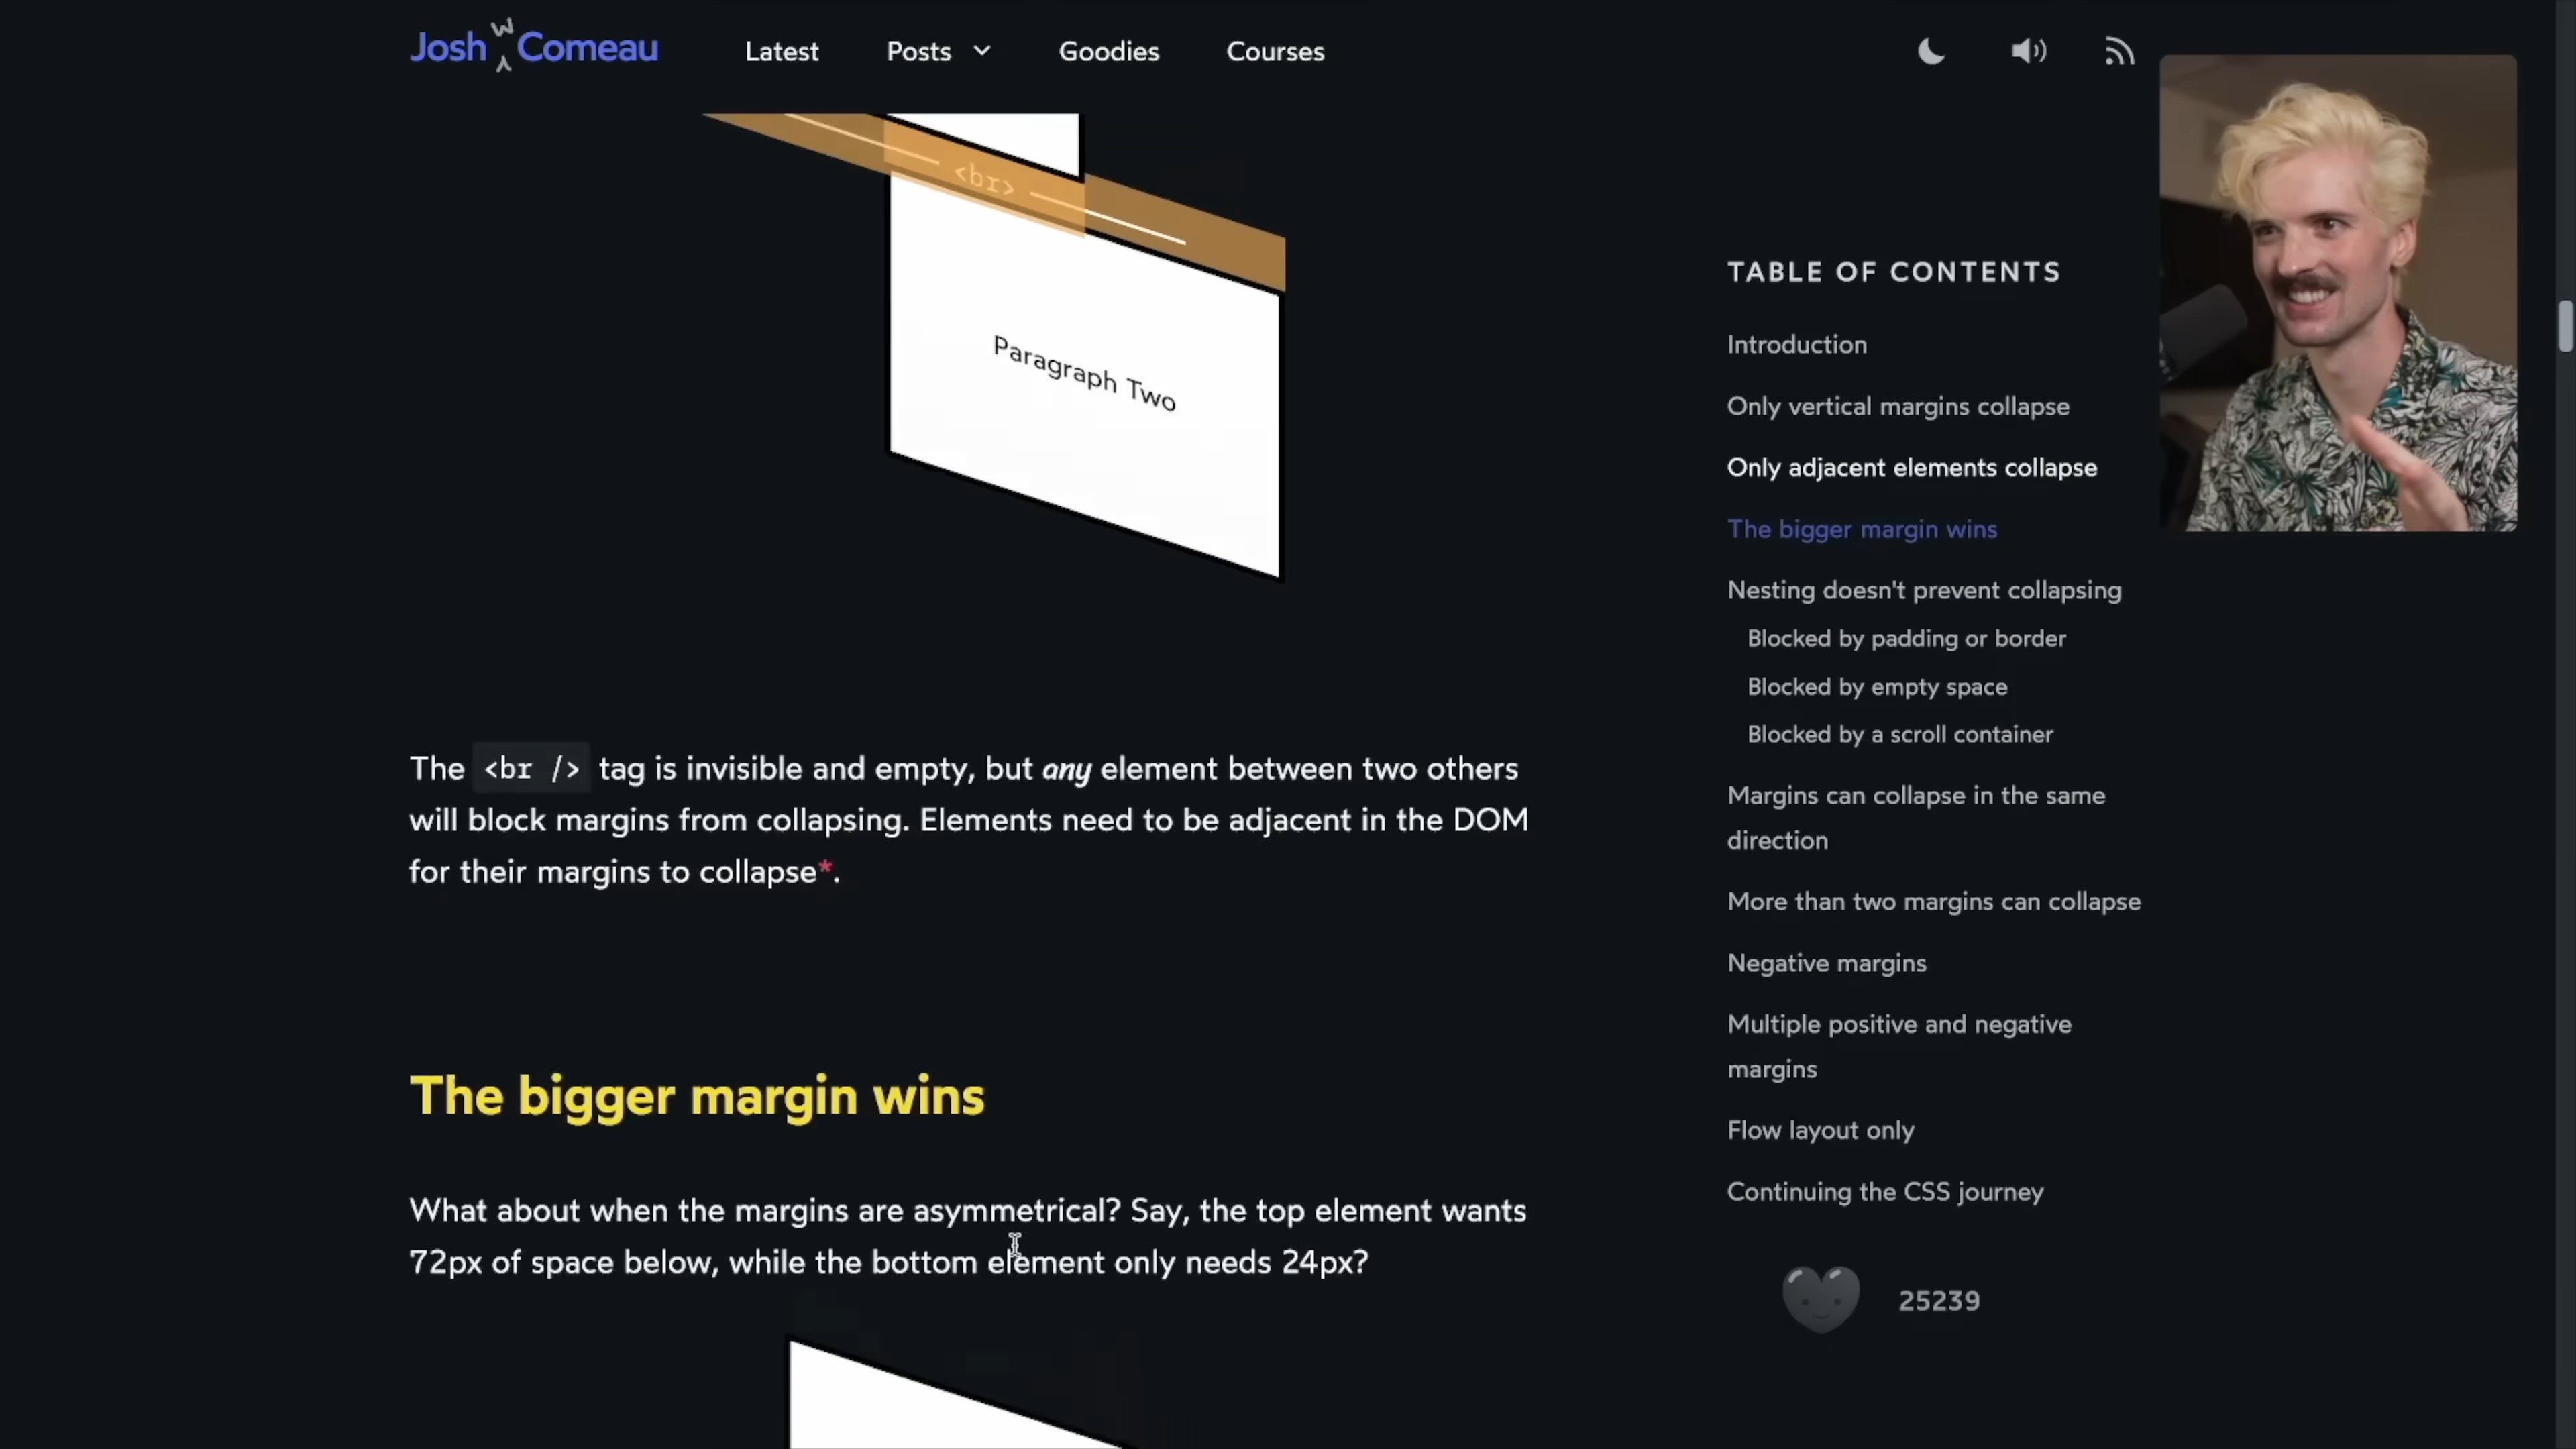 Josh W Comeau
Latest
Posts
Goodies
Courses
<br>
Paragraph Two
The <br /> tag is invisible and empty, but any element between two others
will block margins from collapsing. Elements need to be adjacent in the DOM
for their margins to collapse*.
The bigger margin wins
What about when the margins are asymmetrical? Say, the top element wants
72px of space below, while the bottom element only needs 24px?
TABLE OF CONTENTS
Introduction
Only vertical margins collapse
Only adjacent elements collapse
The bigger margin wins
Nesting doesn't prevent collapsing
Blocked by padding or border
Blocked by empty space
Blocked by a scroll container
Margins can collapse in the same
direction
More than two margins can collapse
Negative margins
Multiple positive and negative
margins
Flow layout only
Continuing the CSS journey
25239